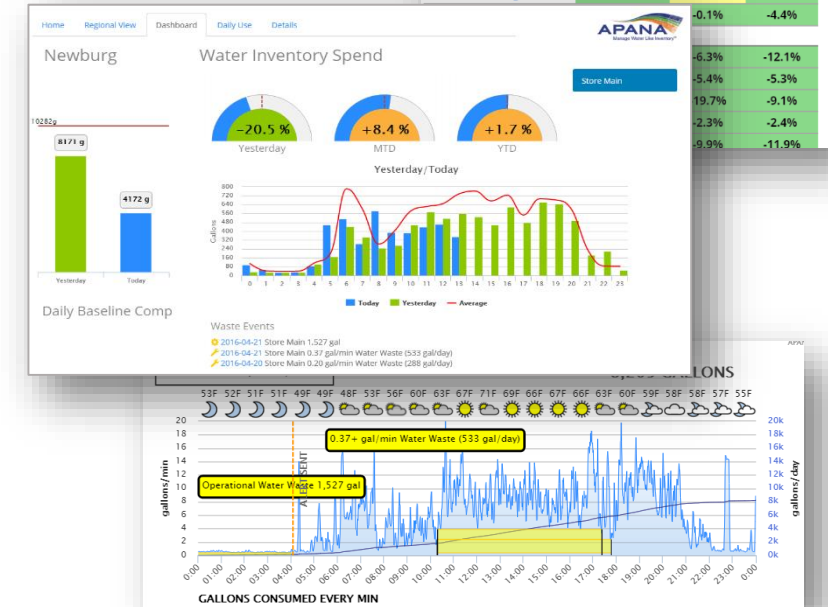 -0.1% -4.4%
-6.3% -12.1%
-5.4% -5.3%
19.7% -9.1%
-2.3% -2.4%
-9.9% -11.9%
Home Regional View Dashboard Daily Use Details
APANA
Manage Water Like Inventory
Newburg
Water Inventory Spend
Store Main
10282g
8171 g
4172 g
Yesterday Today
-20.5 % +8.4 % +1.7 %
Yesterday MTD YTD
Yesterday/Today
Gallons
800
720
640
560
480
400
320
240
160
80
0
0 1 2 3 4 5 6 7 8 9 10 11 12 13 14 15 16 17 18 19 20 21 22 23
Today Yesterday Average
Daily Baseline Comp
Waste Events
2016-04-21 Store Main 1,527 gal
2016-04-21 Store Main 0.37 gal/min Water Waste (533 gal/day)
2016-04-20 Store Main 0.20 gal/min Water Waste (288 gal/day)
GALLONS
53F 52F 51F 51F 49F 49F 48F 53F 56F 60F 63F 67F 71F 69F 66F 67F 66F 63F 60F 59F 58F 58F 57F 55F
gallons/min
20
18
16
14
12
10
8
6
4
2
0
0.37+ gal/min Water Waste (533 gal/day)
Operational Water Waste 1,527 gal
ALERT SENT
20k
18k
16k
14k
12k
10k
8k
6k
4k
2k
0k
gallons/day
0:00 01:00 02:00 03:00 04:00 05:00 06:00 07:00 08:00 09:00 10:00 11:00 12:00 13:00 14:00 15:00 16:00 17:00 18:00 19:00 20:00 21:00 22:00 23:00 0:00
GALLONS CONSUMED EVERY MIN